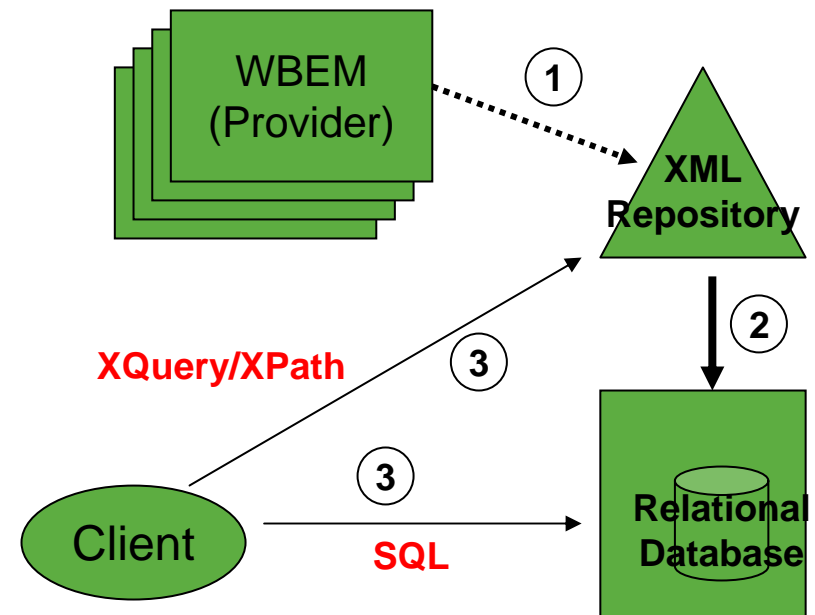 WBEM
(Provider)
1
XML
Repository
2
XQuery/XPath
3
3
Client
SQL
Relational
Database